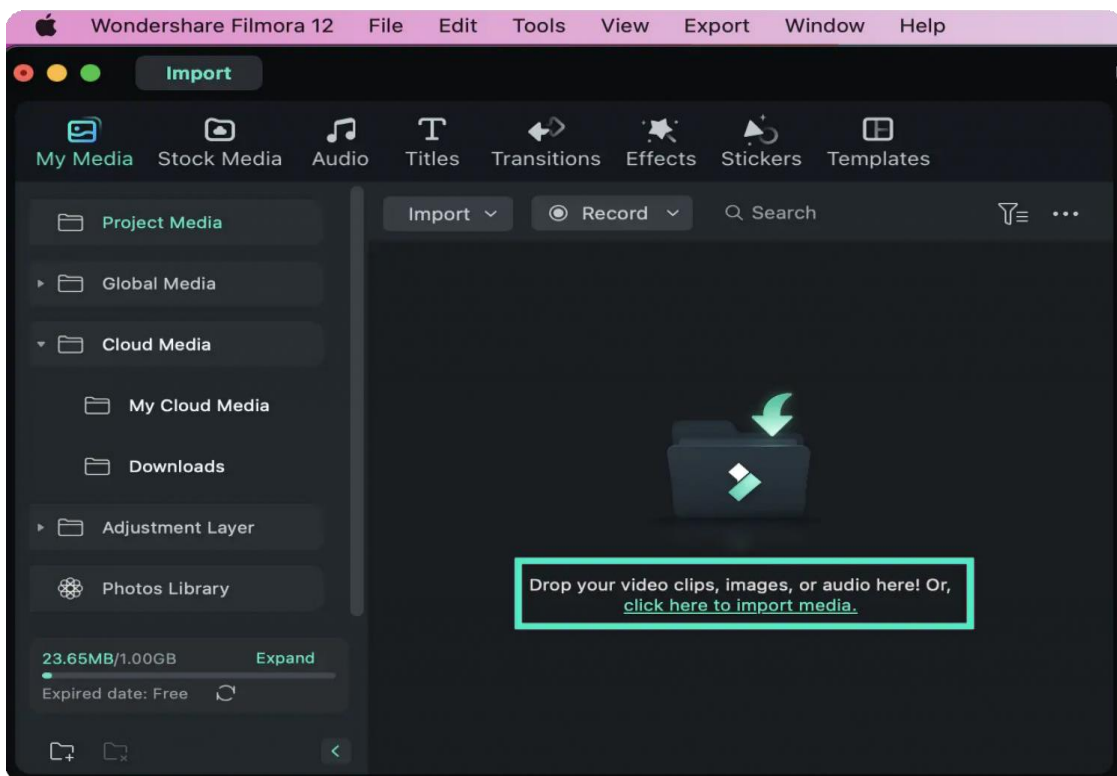 Wondershare Filmora 12 File Edit Tools View Export Window Help
Import
My Media Stock Media Audio Titles Transitions Effects Stickers Templates
Project Media
Global Media
Cloud Media
My Cloud Media
Downloads
Adjustment Layer
Photos Library
23.65MB/1.00GB Expand
Expired date: Free
Import Record Search
Drop your video clips, images, or audio here! Or,
click here to import media.